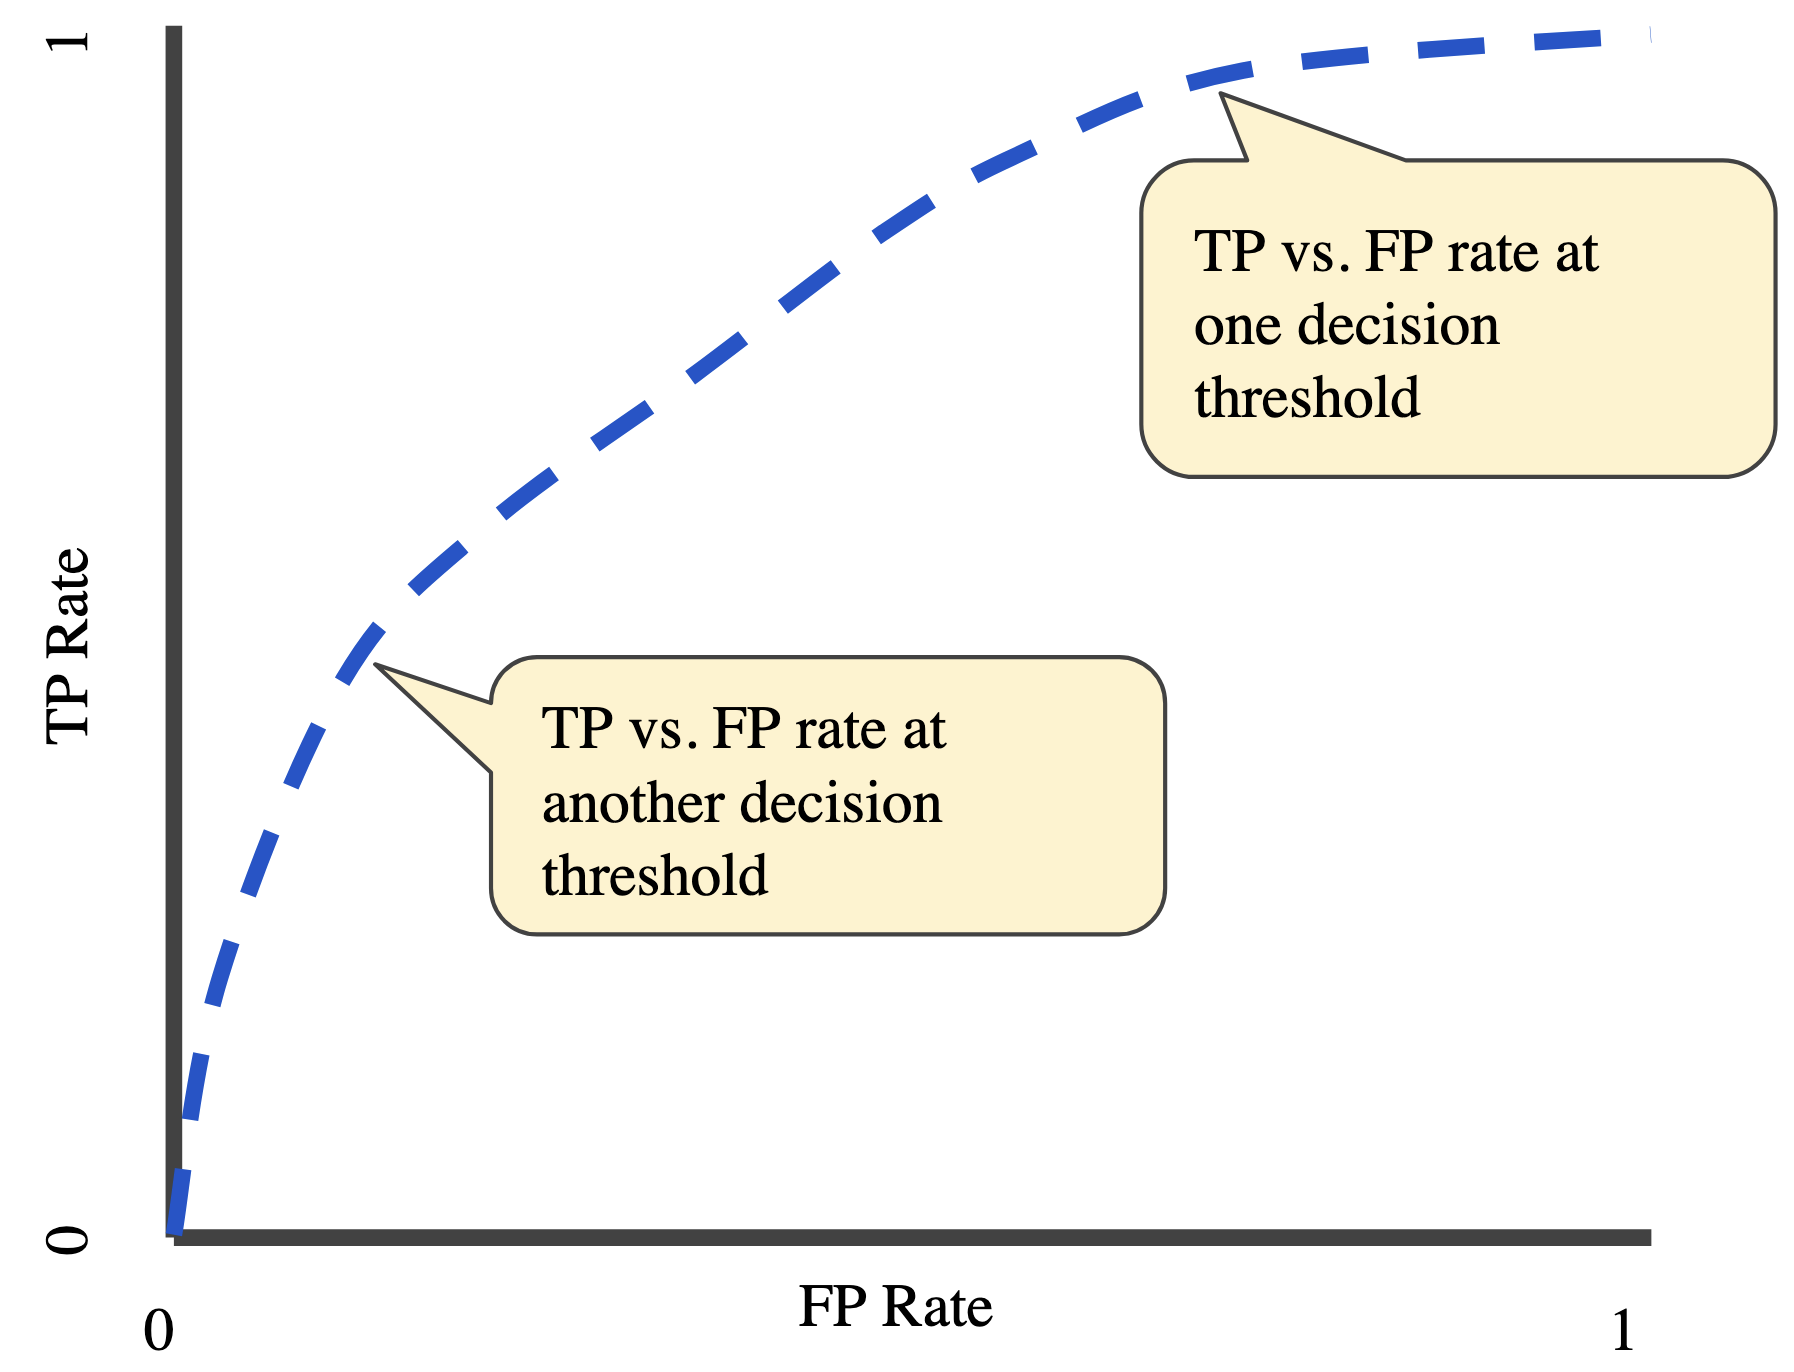 1
TP vs. FP rate at
one decision
threshold
TP Rate
TP vs. FP rate at
another decision
threshold
0
0
FP Rate
1